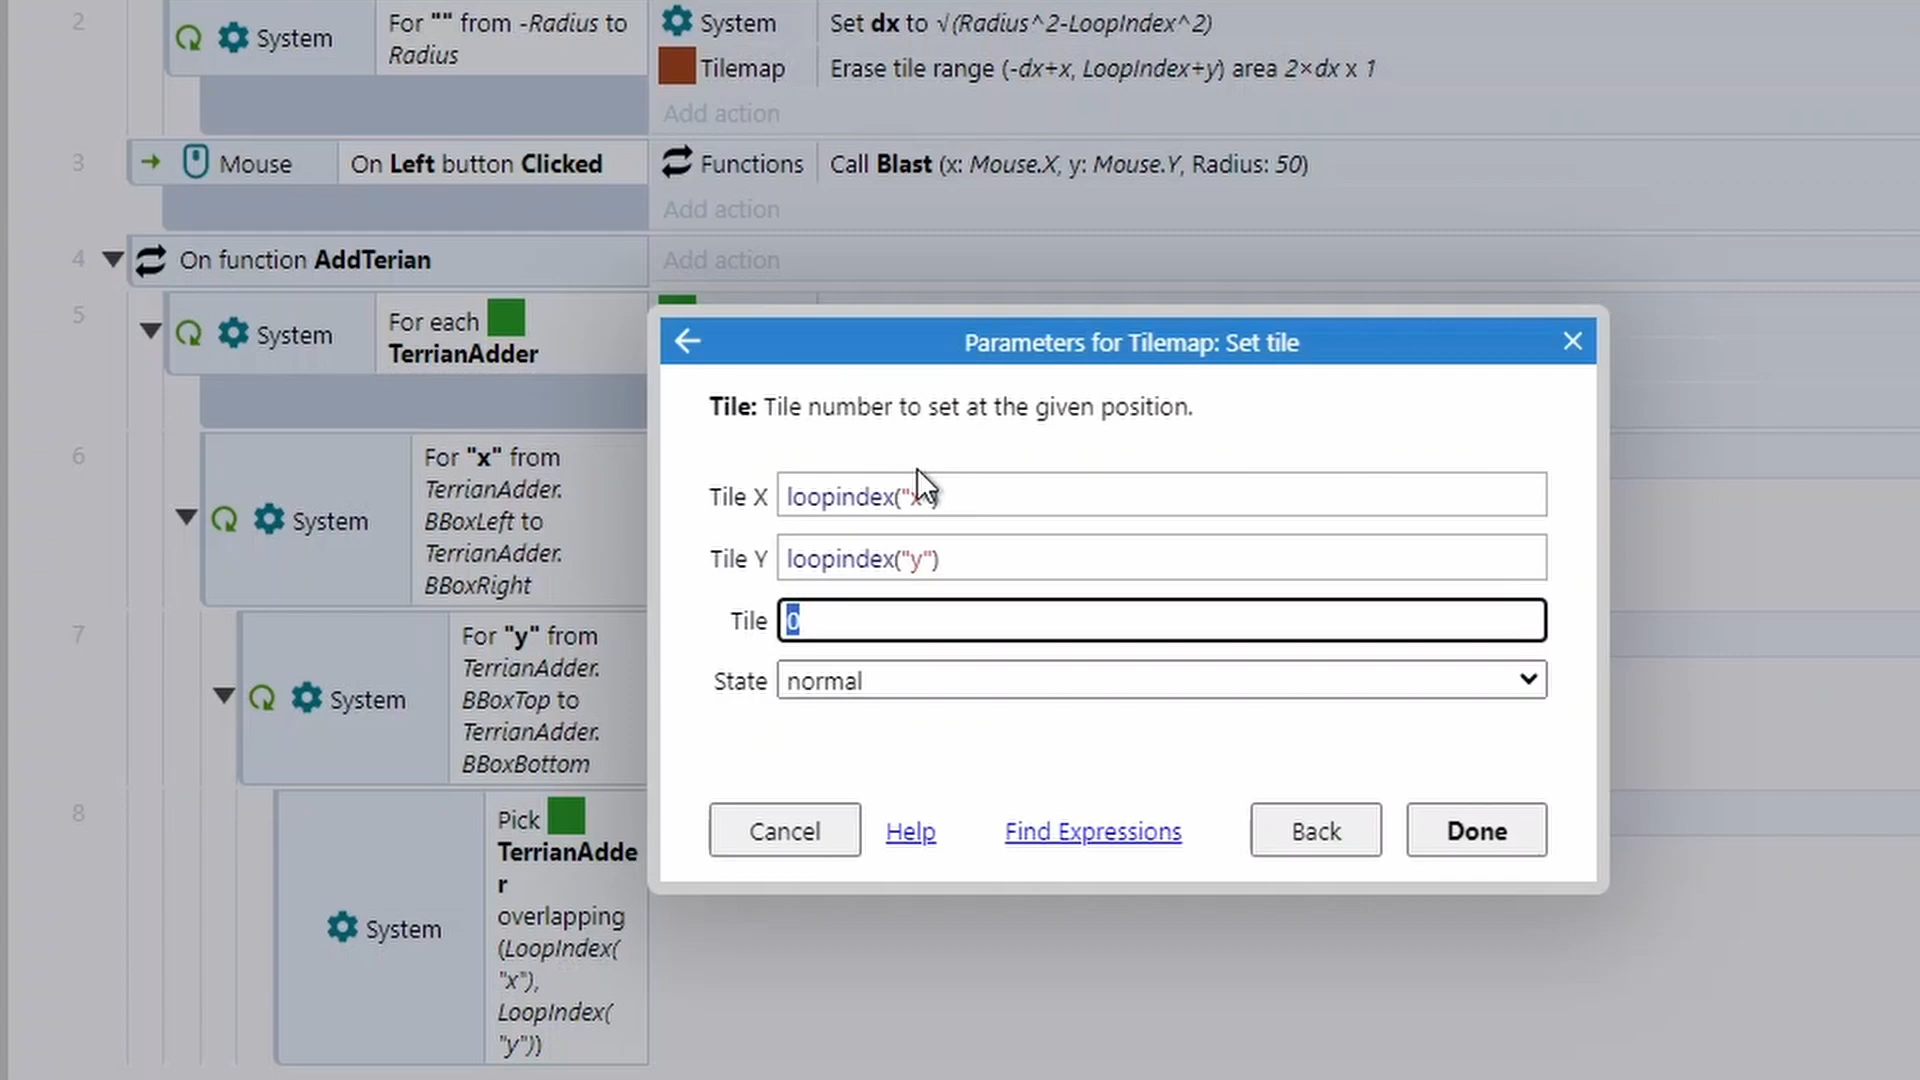 2
System
For "" from -Radius to
Radius
System
Set dx to √(Radius^2-LoopIndex^2)
Tilemap
Erase tile range (-dx+x, LoopIndex+y) area 2×dx x 1
Add action
3
Mouse
On Left button Clicked
Functions
Call Blast (x: Mouse.X, y: Mouse.Y, Radius: 50)
Add action
4
On function AddTerian
Add action
5
System
For each
TerrianAdder
6
System
For "x" from
TerrianAdder.
BBoxLeft to
TerrianAdder.
BBoxRight
7
System
For "y" from
TerrianAdder.
BBoxTop to
TerrianAdder.
BBoxBottom
8
System
Pick
TerrianAdde
r
overlapping
(LoopIndex(
"x"),
LoopIndex(
"y"))
Parameters for Tilemap: Set tile
Tile: Tile number to set at the given position.
Tile X
loopindex("x")
Tile Y
loopindex("y")
Tile
0
State
normal
Cancel
Help
Find Expressions
Back
Done